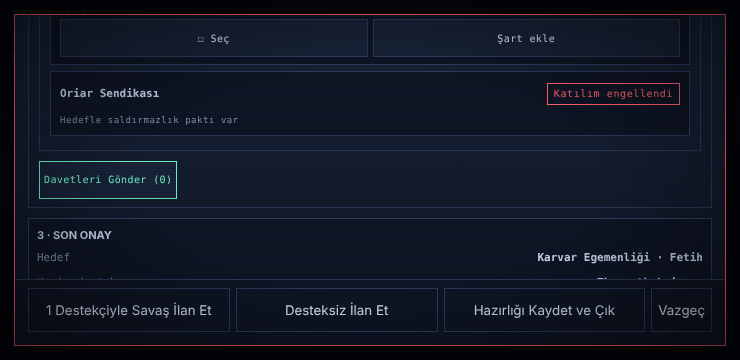 ☐ Seç
Şart ekle
Oriar Sendikası
Katılım engellendi
Hedefle saldırmazlık paktı var
Davetleri Gönder (0)
3 · SON ONAY
Hedef
Karvar Egemenliği · Fetih
1 Destekçiyle Savaş İlan Et
Desteksiz İlan Et
Hazırlığı Kaydet ve Çık
Vazgeç